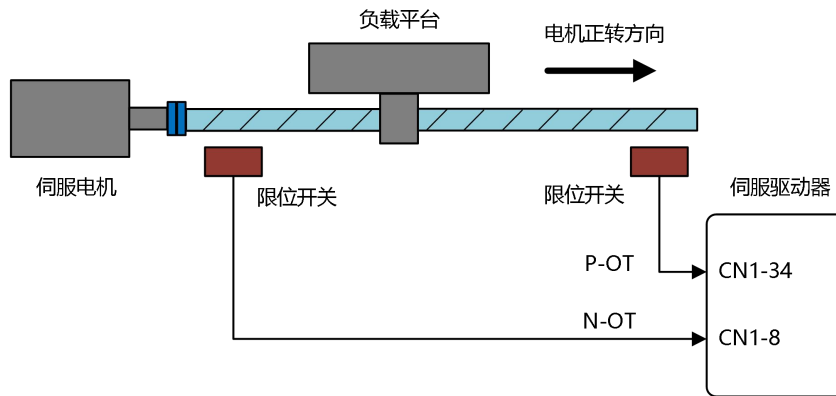 负载平台
电机正转方向
伺服电机
限位开关
限位开关
伺服驱动器
P-OT
CN1-34
N-OT
CN1-8